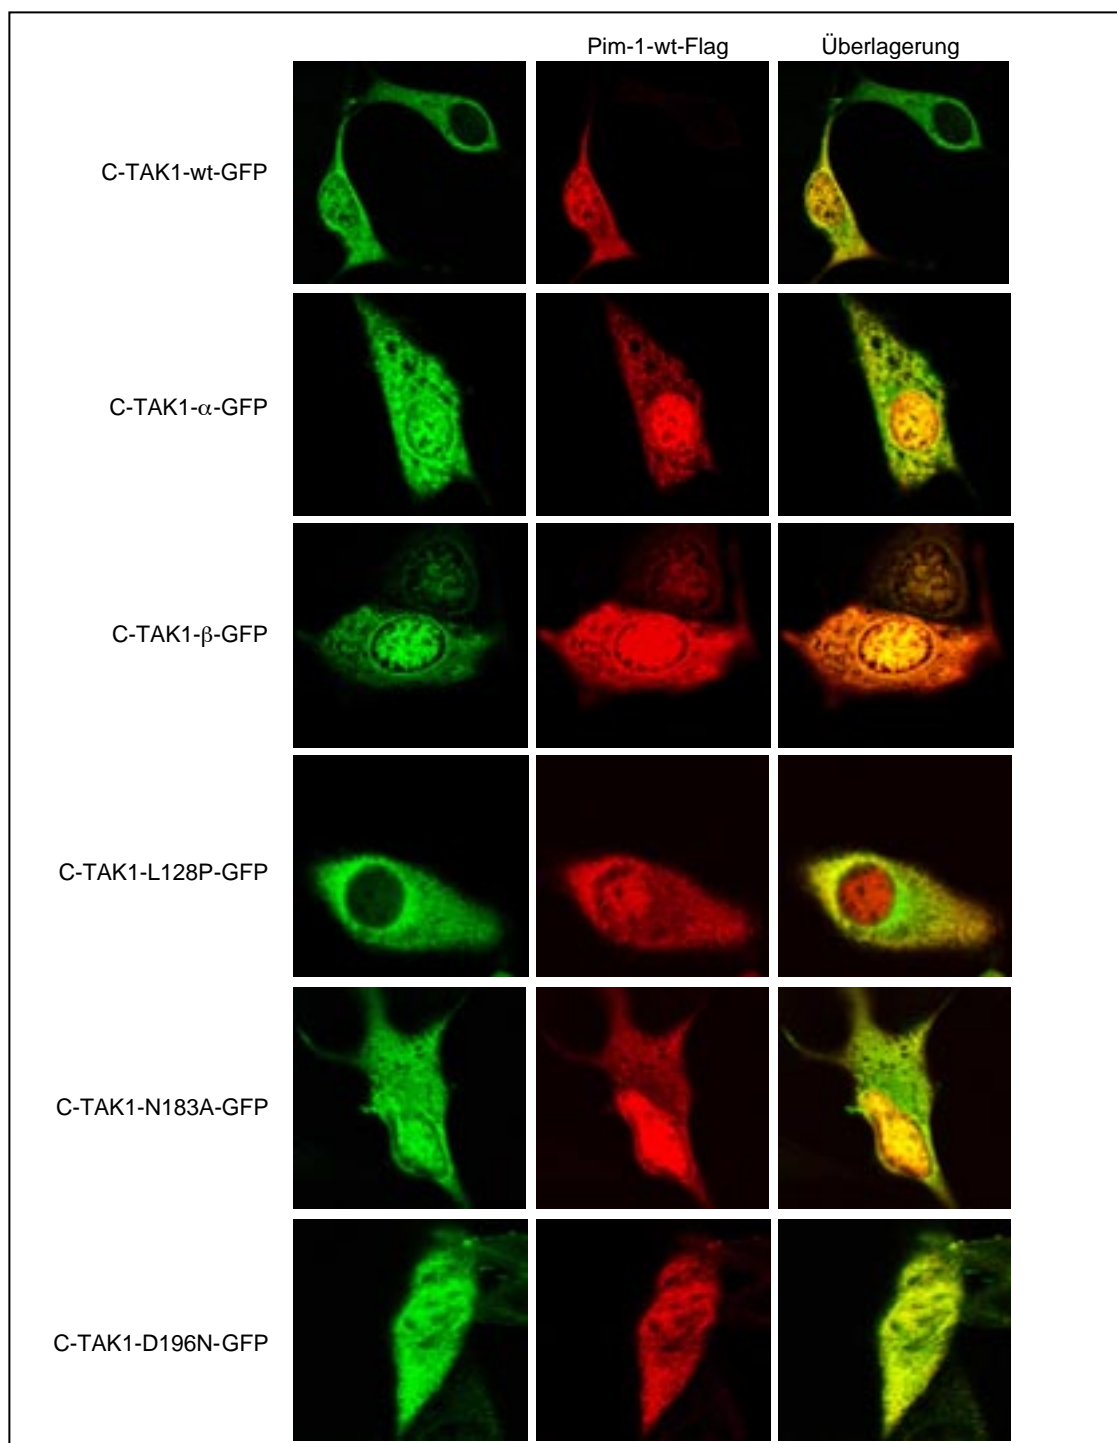 Pim-1-wt-Flag Überlagerung
C-TAK1-wt-GFP
C-TAK1-α-GFP
C-TAK1-β-GFP
C-TAK1-L128P-GFP
C-TAK1-N183A-GFP
C-TAK1-D196N-GFP